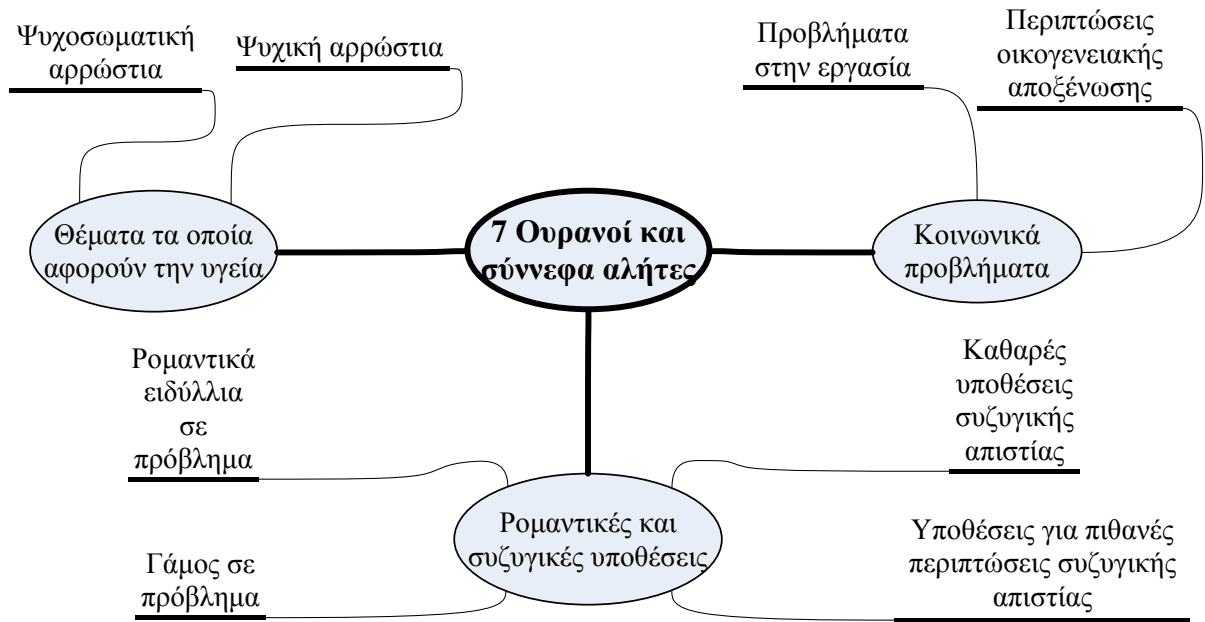 Ψυχοσωματική
αρρώστια
Ψυχική αρρώστια
Προβλήματα
στην εργασία
Περιπτώσεις
οικογενειακής
αποξένωσης
Θέματα τα οποία
αφορούν την υγεία
7 Ουρανοί και
σύννεφα αλήτες
Κοινωνικά
προβλήματα
Ρομαντικά
ειδύλλια
σε
πρόβλημα
Καθαρές
υποθέσεις
συζυγικής
απιστίας
Ρομαντικές και
συζυγικές υποθέσεις
Γάμος σε
πρόβλημα
Υποθέσεις για πιθανές
περιπτώσεις συζυγικής
απιστίας